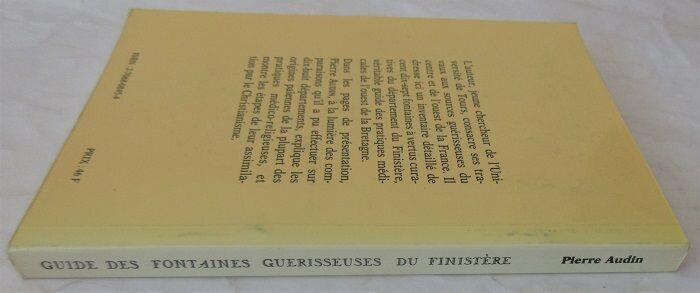 L'auteur, jeune chercheur de l'Uni-
versité de Tours, consacre ses tra-
vaux aux sources guérisseuses du
centre et de l'ouest de la France. Il
dresse ici un inventaire détaillé de
cent dix-sept fontaines à vertus cura-
tives du département du Finistère,
véritable guide des pratiques médi-
cales de l'ouest de la Bretagne.
Dans les pages de présentation,
Pierre Audin, à la lumière des com-
paraisons qu'il a pu effectuer sur
dix-huit départements, explique les
origines païennes de la plupart des
pratiques médico-religieuses, et
montre les étapes de leur assimila-
tion par le Christianisme.
PRIX : 46 F
GUIDE DES FONTAINES GUERISSEUSES DU FINISTÈRE Pierre Audin